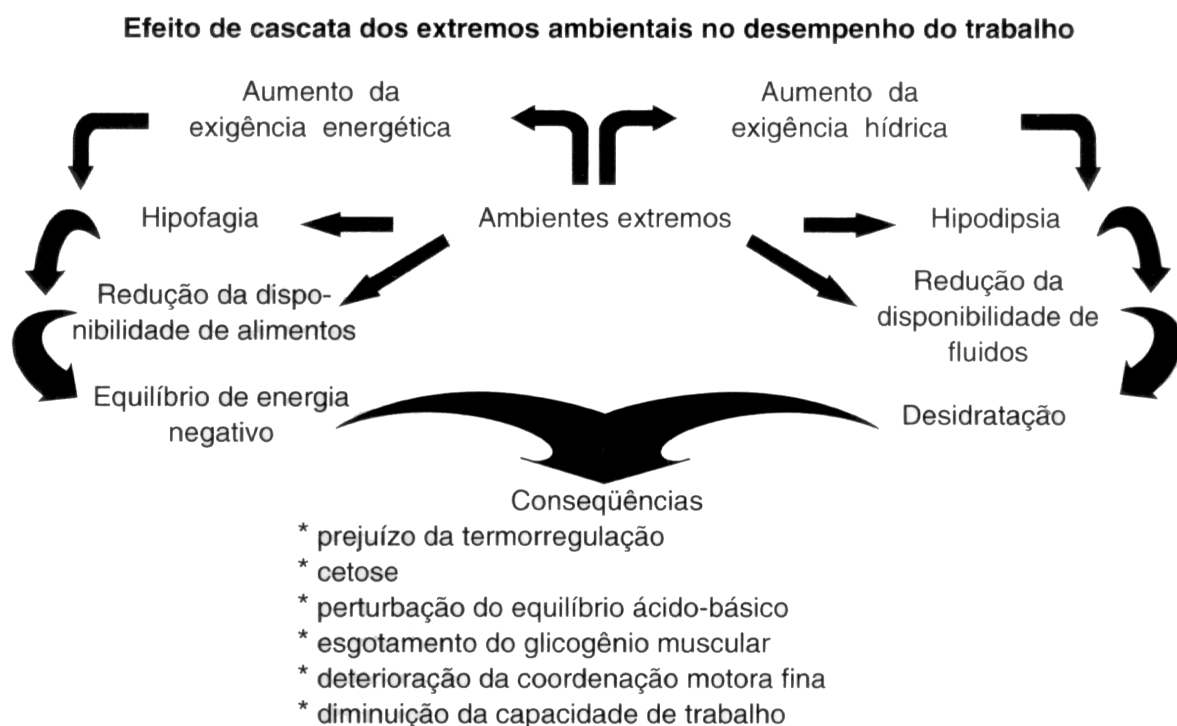 Efeito de cascata dos extremos ambientais no desempenho do trabalho
Aumento da
exigência energética
Aumento da
exigência hídrica
Hipofagia
Ambientes extremos
Hipodipsia
Redução da dispo-
nibilidade de alimentos
Redução da
disponibilidade de
fluidos
Equilíbrio de energia
negativo
Desidratação
Conseqüências
* prejuízo da termorregulação
* cetose
* perturbação do equilíbrio ácido-básico
* esgotamento do glicogênio muscular
* deterioração da coordenação motora fina
* diminuição da capacidade de trabalho